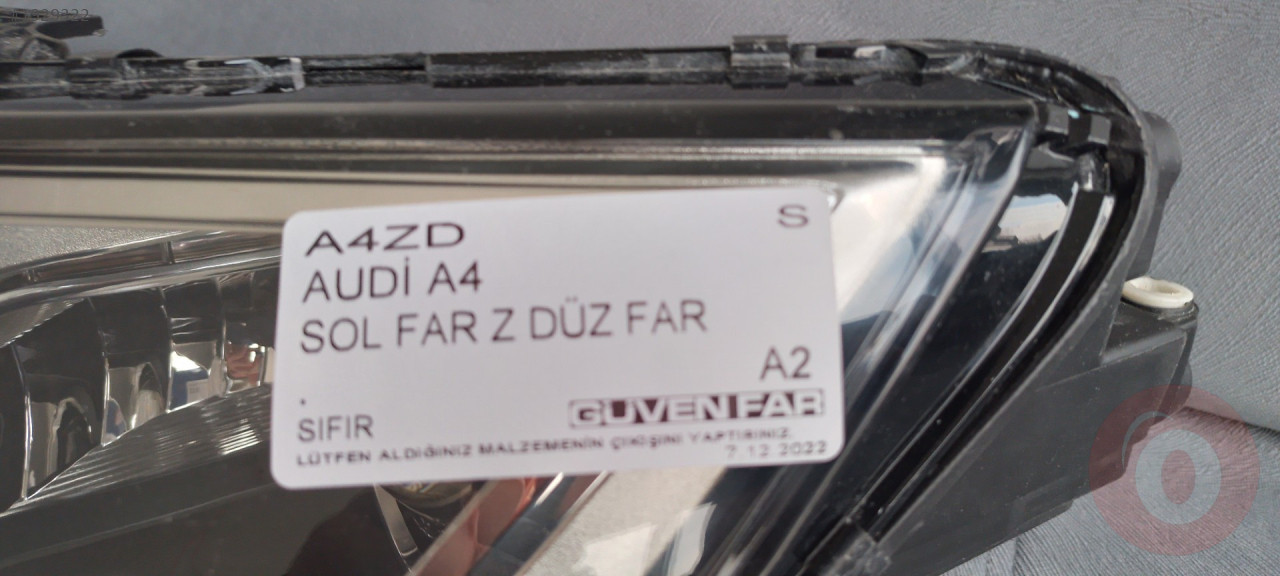 A4ZD
S
AUDİ A4
SOL FAR Z DÜZ FAR
A2
.
SIFIR
GÜVEN FAR
LÜTFEN ALDIĞINIZ MALZEMENİN ÇIKIŞINI YAPTIRINIZ.
7.12.2022